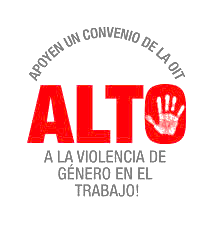 APOYEN UN CONVENIO DE LA OIT
ALTO
A LA VIOLENCIA DE
GÉNERO EN EL
TRABAJO!